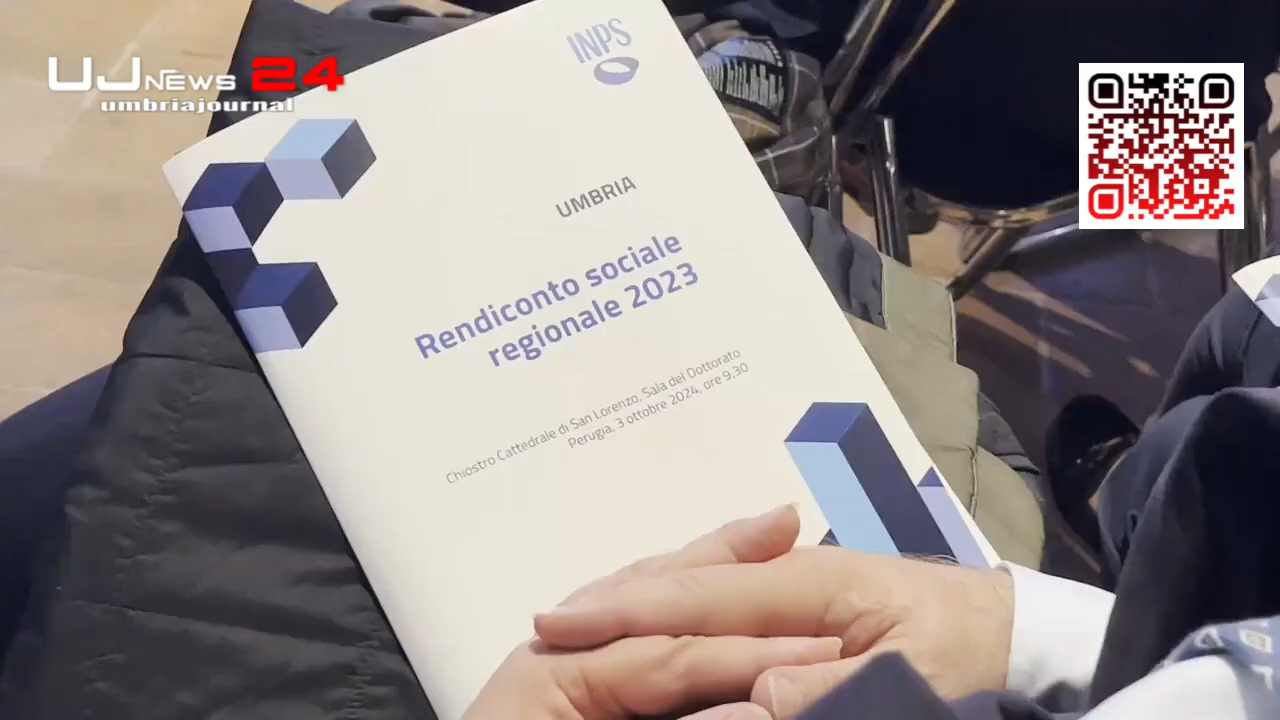 UJ NEWS 24
umbriajournal
INPS
UMBRIA
Rendiconto sociale
regionale 2023
Chiostro Cattedrale di San Lorenzo, Sala del Dottorato
Perugia, 3 ottobre 2024, ore 9.30